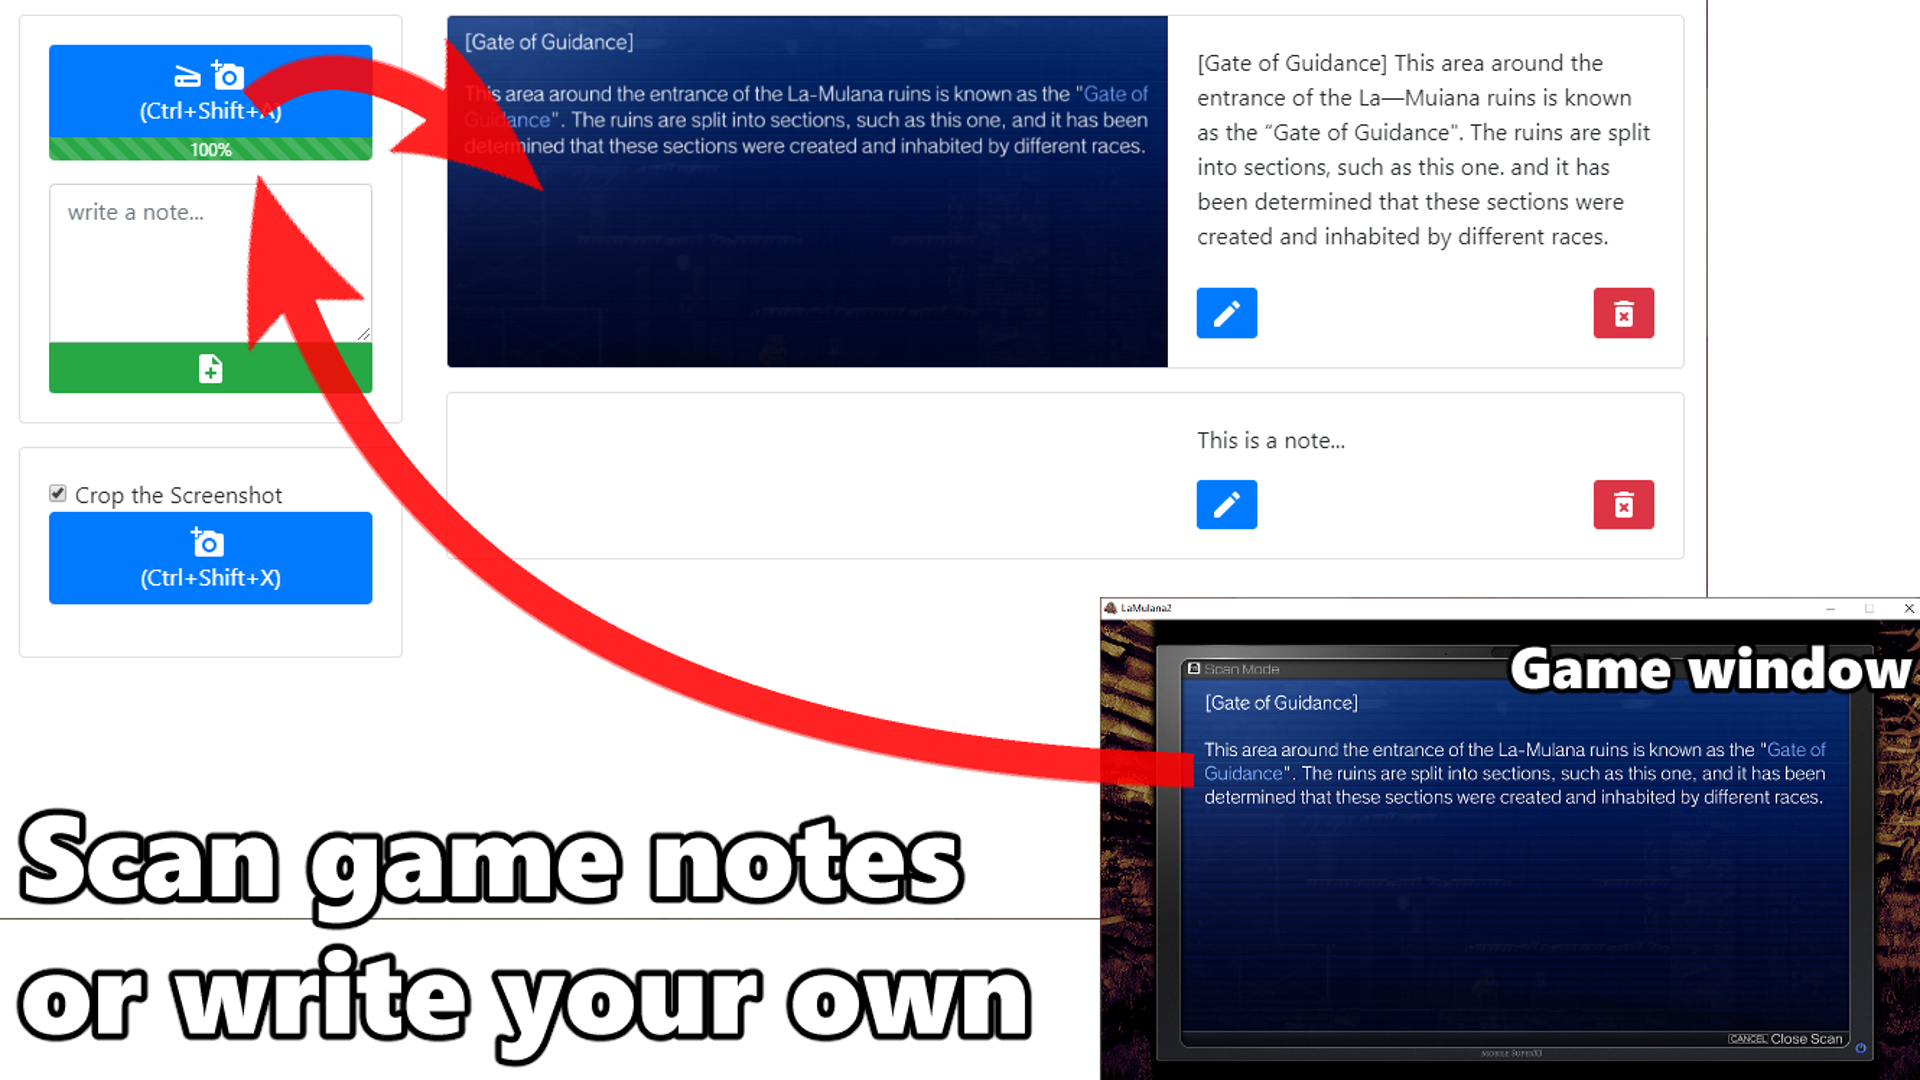 (Ctrl+Shift+A)
100%
write a note...
Crop the Screenshot
(Ctrl+Shift+X)
[Gate of Guidance]
This area around the entrance of the La-Mulana ruins is known as the "Gate of
Guidance". The ruins are split into sections, such as this one, and it has been
determined that these sections were created and inhabited by different races.
[Gate of Guidance] This area around the
entrance of the La—Muiana ruins is known
as the “Gate of Guidance". The ruins are split
into sections, such as this one. and it has
been determined that these sections were
created and inhabited by different races.
This is a note...
LaMulana2
Game window
Scan Mode
[Gate of Guidance]
This area around the entrance of the La-Mulana ruins is known as the "Gate of
Guidance". The ruins are split into sections, such as this one, and it has been
determined that these sections were created and inhabited by different races.
CANCEL Close Scan
Mobile SuperX3
Scan game notes
or write your own